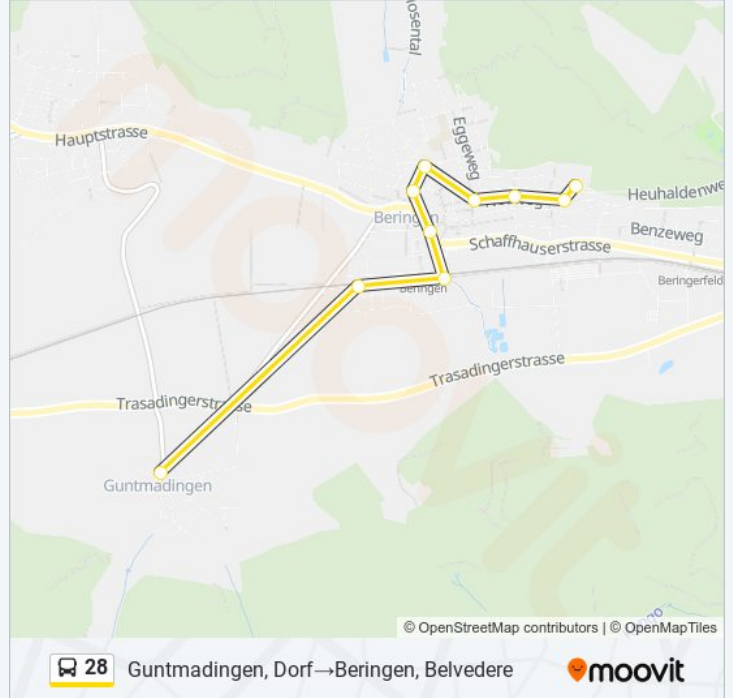 Rosental
Hauptstrasse
Eggeweg
Heuhaldenwe
Beringen
Benzeweg
Schaffhauserstrasse
Beringerfeld
Beringen
Trasadingerstrasse
Trasadingerstrasse
Guntmadingen
© OpenStreetMap contributors | © OpenMapTiles
28 Guntmadingen, Dorf→Beringen, Belvedere
moovit